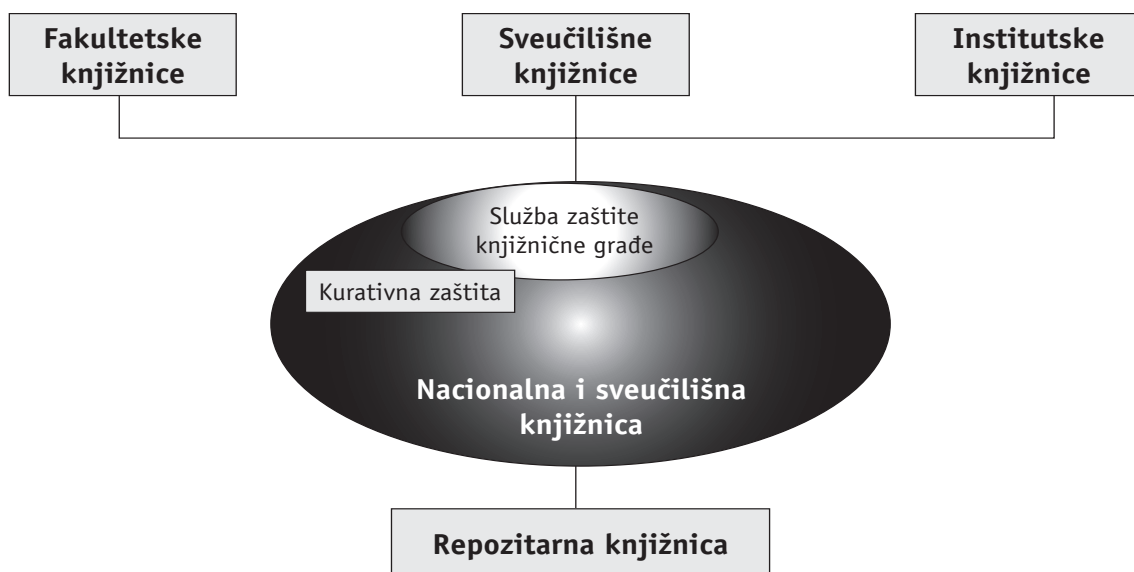 Fakultetske
knjižnice
Sveučilišne
knjižnice
Institutske
knjižnice
Služba zaštite
knjižnične građe
Kurativna zaštita
Nacionalna i sveučilišna
knjižnica
Repozitarna knjižnica